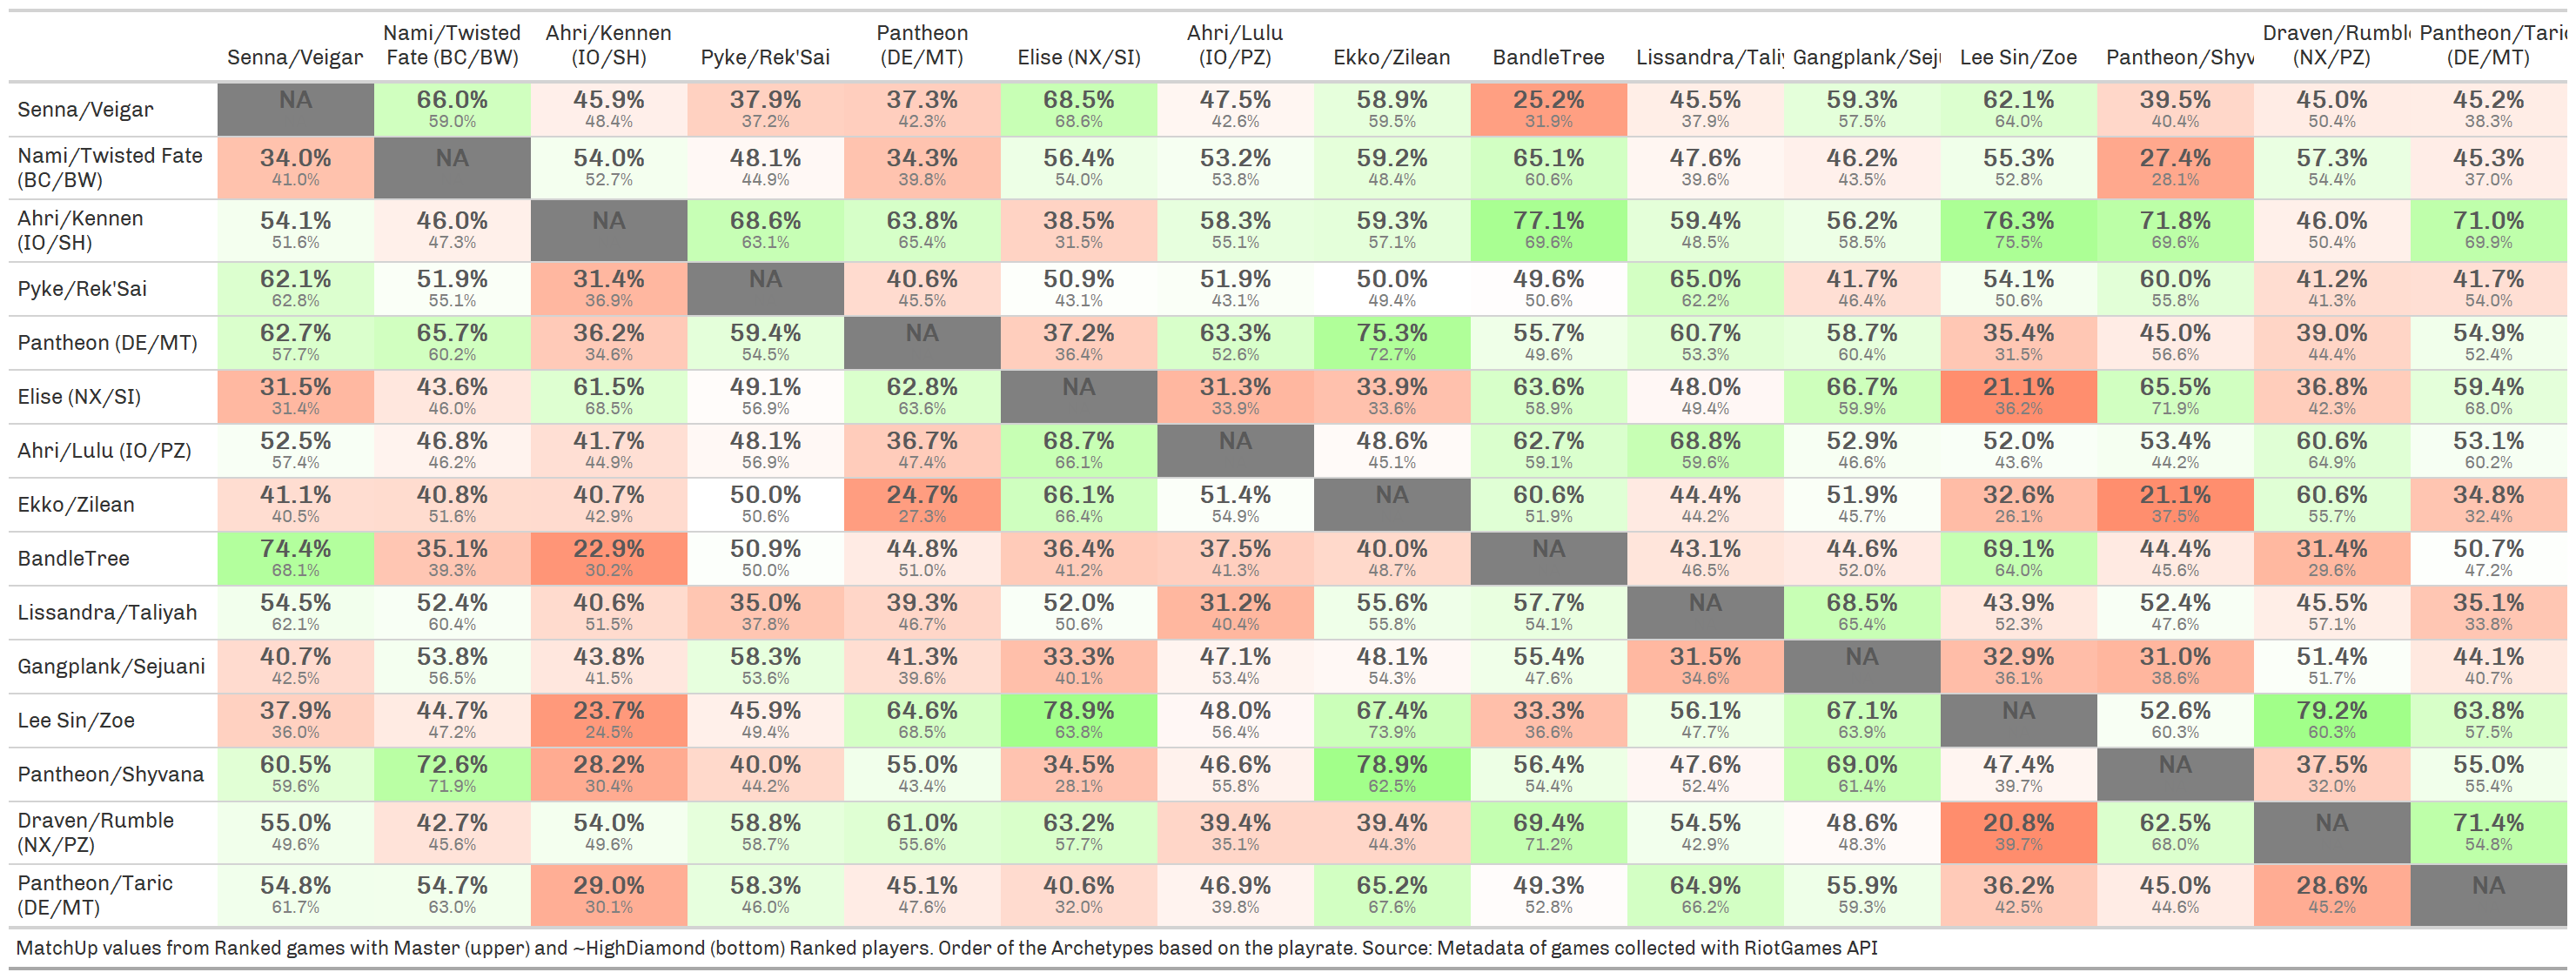 Senna/Veigar Nami/Twisted Fate (BC/BW) Ahri/Kennen (IO/SH) Pyke/Rek'Sai Pantheon (DE/MT) Elise (NX/SI) Ahri/Lulu (IO/PZ) Ekko/Zilean BandleTree Lissandra/Taliy Gangplank/Sej Lee Sin/Zoe Pantheon/Shyv Draven/Rumbl (NX/PZ) Pantheon/Tari (DE/MT)
Senna/Veigar NA 66.0% 45.9% 37.9% 37.3% 68.5% 47.5% 58.9% 25.2% 45.5% 59.3% 62.1% 39.5% 45.0% 45.2%
59.0% 48.4% 37.2% 42.3% 68.6% 42.6% 59.5% 31.9% 37.9% 57.5% 64.0% 40.4% 50.4% 38.3%
Nami/Twisted Fate 34.0% NA 54.0% 48.1% 34.3% 56.4% 53.2% 59.2% 65.1% 47.6% 46.2% 55.3% 27.4% 57.3% 45.3%
(BC/BW) 41.0% 52.7% 44.9% 39.8% 54.0% 53.8% 48.4% 60.6% 39.6% 43.5% 52.8% 28.1% 54.4% 37.0%
Ahri/Kennen 54.1% 46.0% NA 68.6% 63.8% 38.5% 58.3% 59.3% 77.1% 59.4% 56.2% 76.3% 71.8% 46.0% 71.0%
(IO/SH) 51.6% 47.3% 63.1% 65.4% 31.5% 55.1% 57.1% 69.6% 48.5% 58.5% 75.5% 69.6% 50.4% 69.9%
Pyke/Rek'Sai 62.1% 51.9% 31.4% NA 40.6% 50.9% 51.9% 50.0% 49.6% 65.0% 41.7% 54.1% 60.0% 41.2% 41.7%
62.8% 55.1% 36.9% 45.5% 43.1% 43.1% 49.4% 50.6% 62.2% 46.4% 50.6% 55.8% 41.3% 54.0%
Pantheon (DE/MT) 62.7% 65.7% 36.2% 59.4% NA 37.2% 63.3% 75.3% 55.7% 60.7% 58.7% 35.4% 45.0% 39.0% 54.9%
57.7% 60.2% 34.6% 54.5% 36.4% 52.6% 72.7% 49.6% 53.3% 60.4% 31.5% 56.6% 44.4% 52.4%
Elise (NX/SI) 31.5% 43.6% 61.5% 49.1% 62.8% NA 31.3% 33.9% 63.6% 48.0% 66.7% 21.1% 65.5% 36.8% 59.4%
31.4% 46.0% 68.5% 56.9% 63.6% 33.9% 33.6% 58.9% 49.4% 59.9% 36.2% 71.9% 42.3% 68.0%
Ahri/Lulu (IO/PZ) 52.5% 46.8% 41.7% 48.1% 36.7% 68.7% NA 48.6% 62.7% 68.8% 52.9% 52.0% 53.4% 60.6% 53.1%
57.4% 46.2% 44.9% 56.9% 47.4% 66.1% 45.1% 59.1% 59.6% 46.6% 43.6% 44.2% 64.9% 60.2%
Ekko/Zilean 41.1% 40.8% 40.7% 50.0% 24.7% 66.1% 51.4% NA 60.6% 44.4% 51.9% 32.6% 21.1% 60.6% 34.8%
40.5% 51.6% 42.9% 50.6% 27.3% 66.4% 54.9% 51.9% 44.2% 45.7% 26.1% 37.5% 55.7% 32.4%
BandleTree 74.4% 35.1% 22.9% 50.9% 44.8% 36.4% 37.5% 40.0% NA 43.1% 44.6% 69.1% 44.4% 31.4% 50.7%
68.1% 39.3% 30.2% 50.0% 51.0% 41.2% 41.3% 48.7% 46.5% 52.0% 64.0% 45.6% 29.6% 47.2%
Lissandra/Taliyah 54.5% 52.4% 40.6% 35.0% 39.3% 52.0% 31.2% 55.6% 57.7% NA 68.5% 43.9% 52.4% 45.5% 35.1%
62.1% 60.4% 51.5% 37.8% 46.7% 50.6% 40.4% 55.8% 54.1% 65.4% 52.3% 47.6% 57.1% 33.8%
Gangplank/Sejuani 40.7% 53.8% 43.8% 58.3% 41.3% 33.3% 47.1% 48.1% 55.4% 31.5% NA 32.9% 31.0% 51.4% 44.1%
42.5% 56.5% 41.5% 53.6% 39.6% 40.1% 53.4% 54.3% 47.6% 34.6% 36.1% 38.6% 51.7% 40.7%
Lee Sin/Zoe 37.9% 44.7% 23.7% 45.9% 64.6% 78.9% 48.0% 67.4% 33.3% 56.1% 67.1% NA 52.6% 79.2% 63.8%
36.0% 47.2% 24.5% 49.4% 68.5% 63.8% 56.4% 73.9% 36.6% 47.7% 63.9% 60.3% 60.3% 57.5%
Pantheon/Shyvana 60.5% 72.6% 28.2% 40.0% 55.0% 34.5% 46.6% 78.9% 56.4% 47.6% 69.0% 47.4% NA 37.5% 55.0%
59.6% 71.9% 30.4% 44.2% 43.4% 28.1% 55.8% 62.5% 54.4% 52.4% 61.4% 39.7% 32.0% 55.4%
Draven/Rumble 55.0% 42.7% 54.0% 58.8% 61.0% 63.2% 39.4% 39.4% 69.4% 54.5% 48.6% 20.8% 62.5% NA 71.4%
(NX/PZ) 49.6% 45.6% 49.6% 58.7% 55.6% 57.7% 35.1% 44.3% 71.2% 42.9% 48.3% 39.7% 68.0% 54.8%
Pantheon/Taric 54.8% 54.7% 29.0% 58.3% 45.1% 40.6% 46.9% 65.2% 49.3% 64.9% 55.9% 36.2% 45.0% 28.6% NA
(DE/MT) 61.7% 63.0% 30.1% 46.0% 47.6% 32.0% 39.8% 67.6% 52.8% 66.2% 59.3% 42.5% 44.6% 45.2%
MatchUp values from Ranked games with Master (upper) and ~HighDiamond (bottom) Ranked players. Order of the Archetypes based on the playrate. Source: Metadata of games collected with RiotGames API